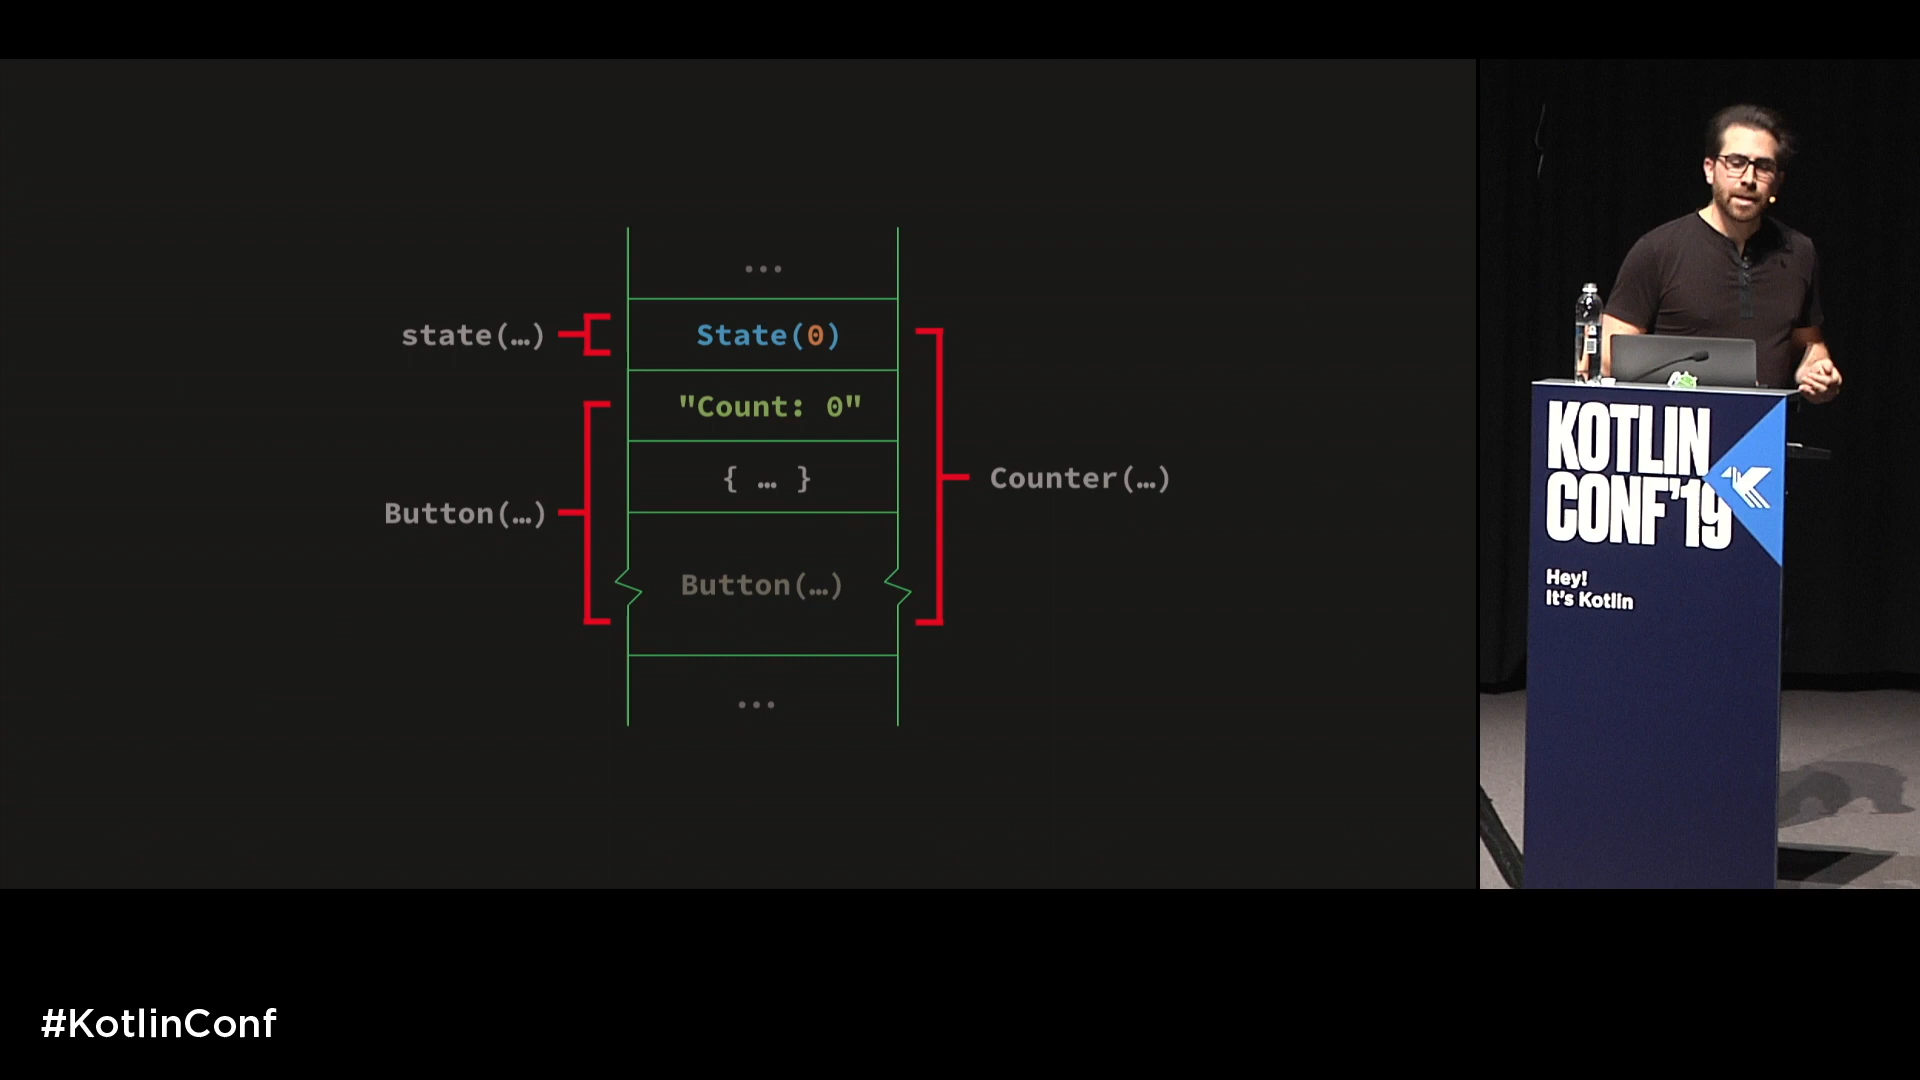 ...
state(…)
State(0)
"Count: 0"
{ … }
Button(…)
Counter(…)
Button(…)
...
KOTLIN
CONF'19
Hey!
It's Kotlin
#KotlinConf